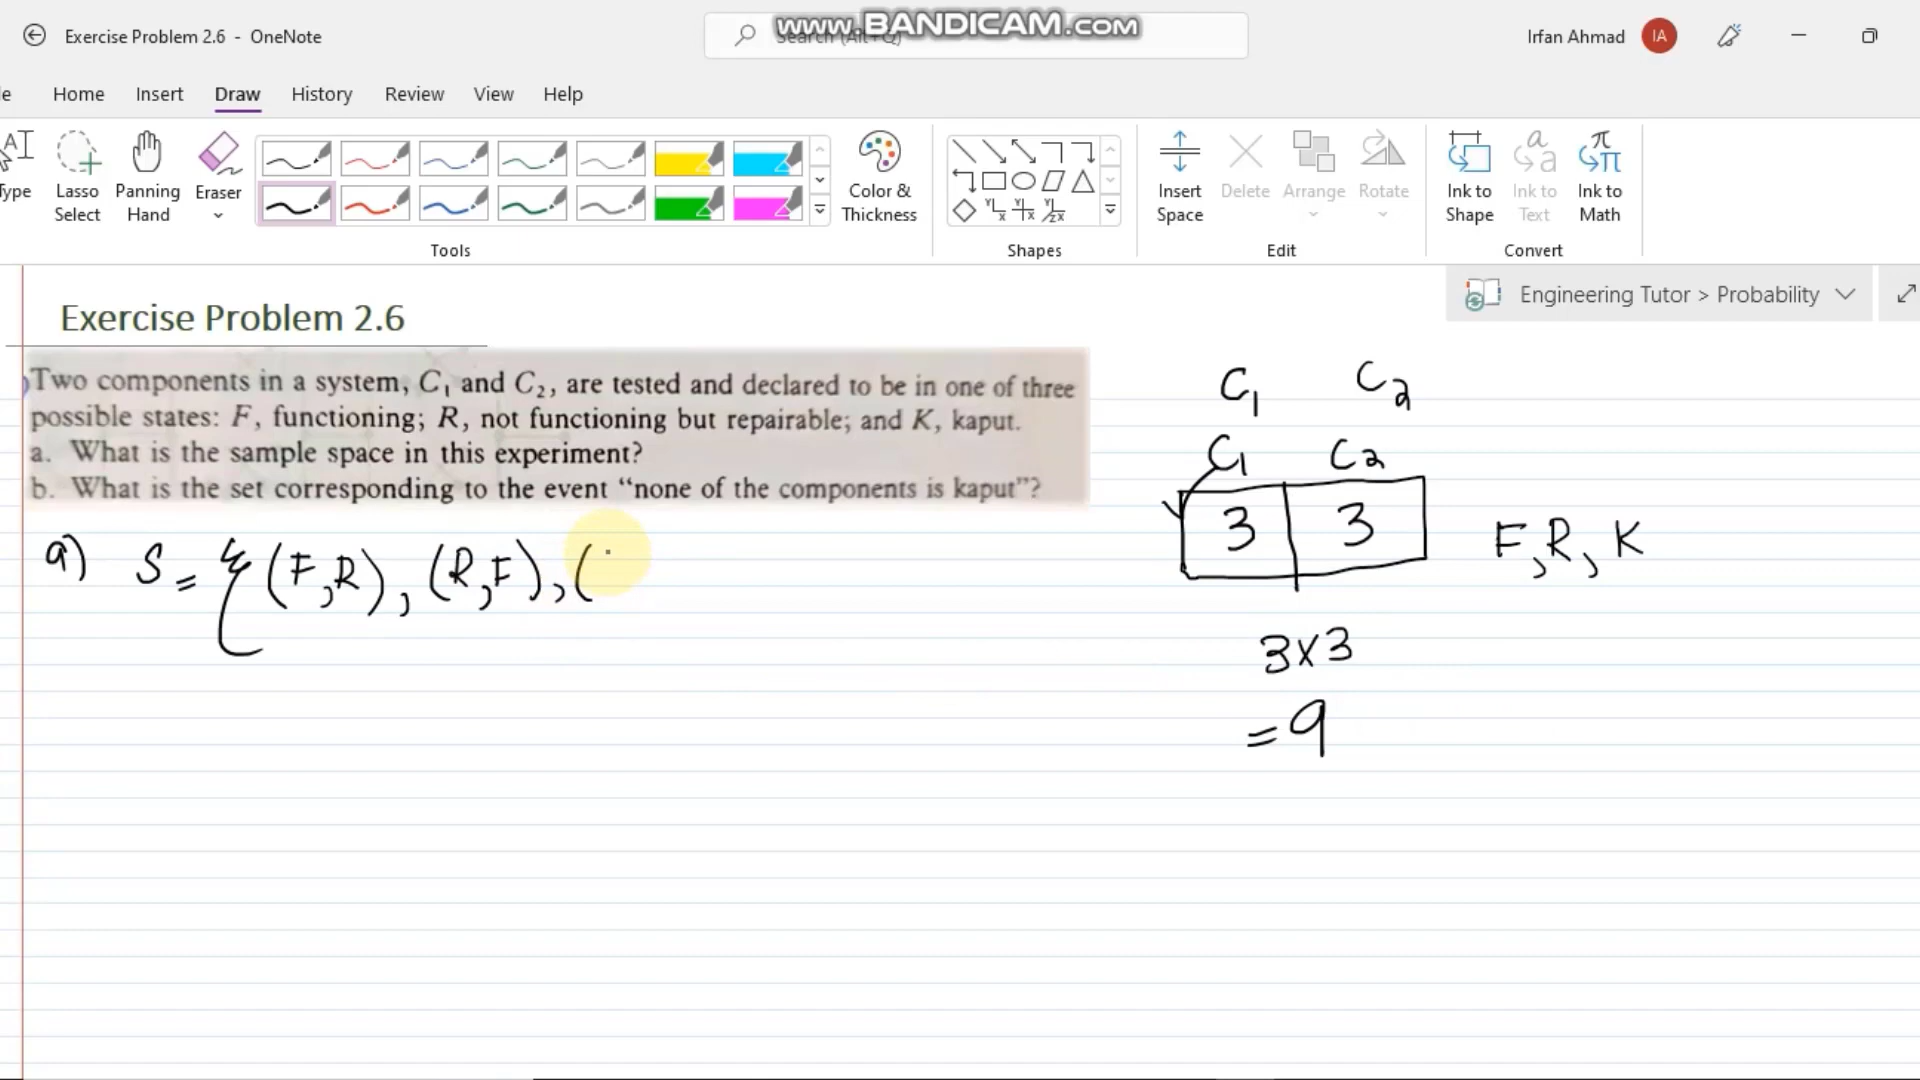 www.BANDICAM.com
Exercise Problem 2.6 - OneNote
Search (Alt+Q)
Irfan Ahmad
IA
Home Insert Draw History Review View Help
Type
Lasso Select
Panning Hand
Eraser
Color & Thickness
Insert Space
Delete
Arrange
Rotate
Ink to Shape
Ink to Text
Ink to Math
Tools
Shapes
Edit
Convert
Engineering Tutor > Probability
Exercise Problem 2.6
Two components in a system, C₁ and C₂, are tested and declared to be in one of three
possible states: F, functioning; R, not functioning but repairable; and K, kaput.
a. What is the sample space in this experiment?
b. What is the set corresponding to the event “none of the components is kaput”?
a) S = { (F,R), (R,F), (
C₁ C₂
C₁ C₂
3 3
F, R, K
3x3
= 9